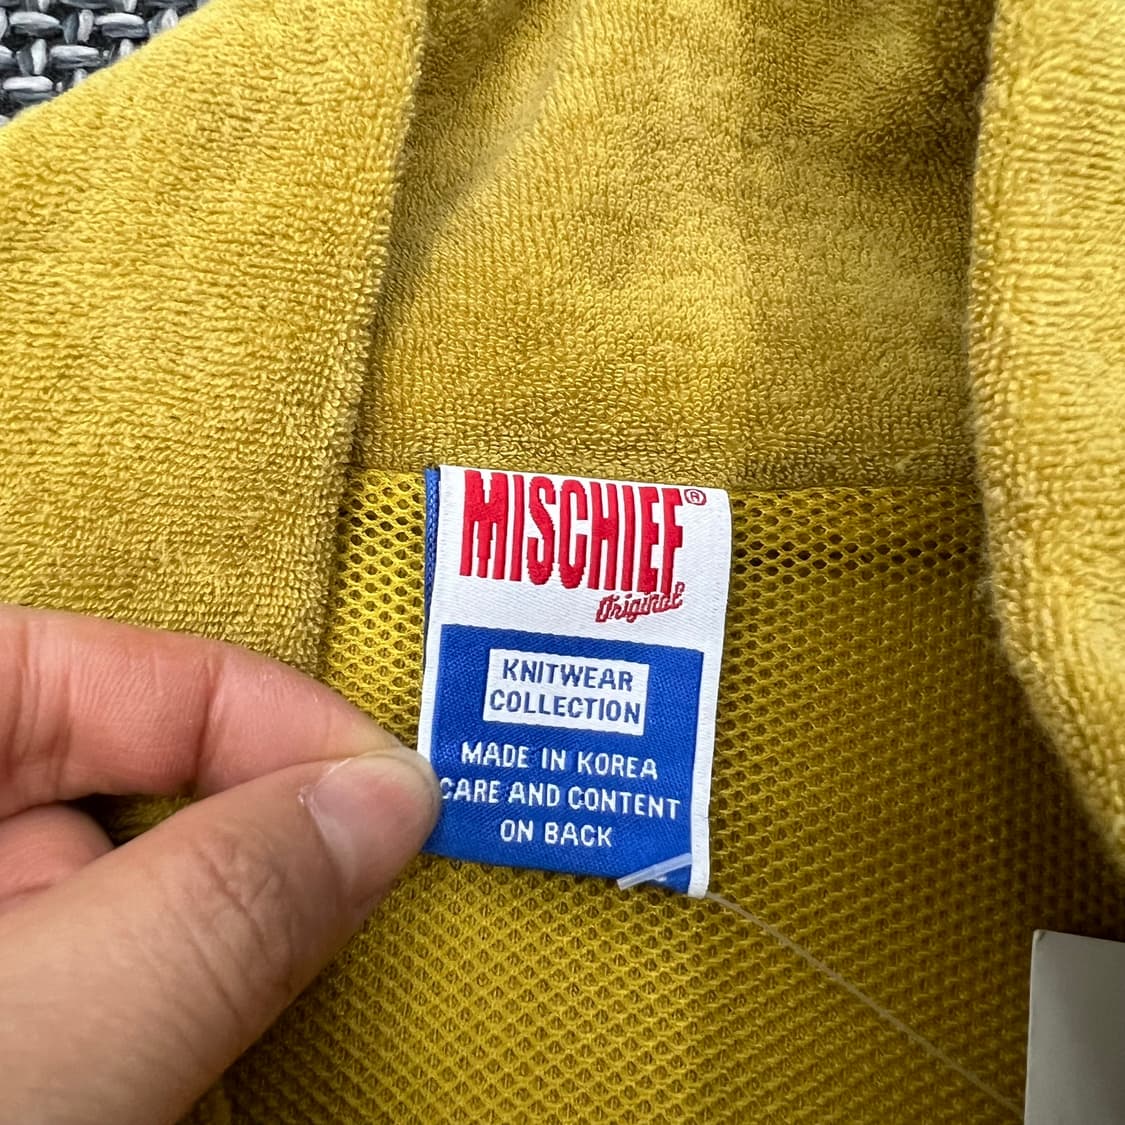 MISCHIEF®
Original
KNITWEAR
COLLECTION
MADE IN KOREA
CARE AND CONTENT
ON BACK